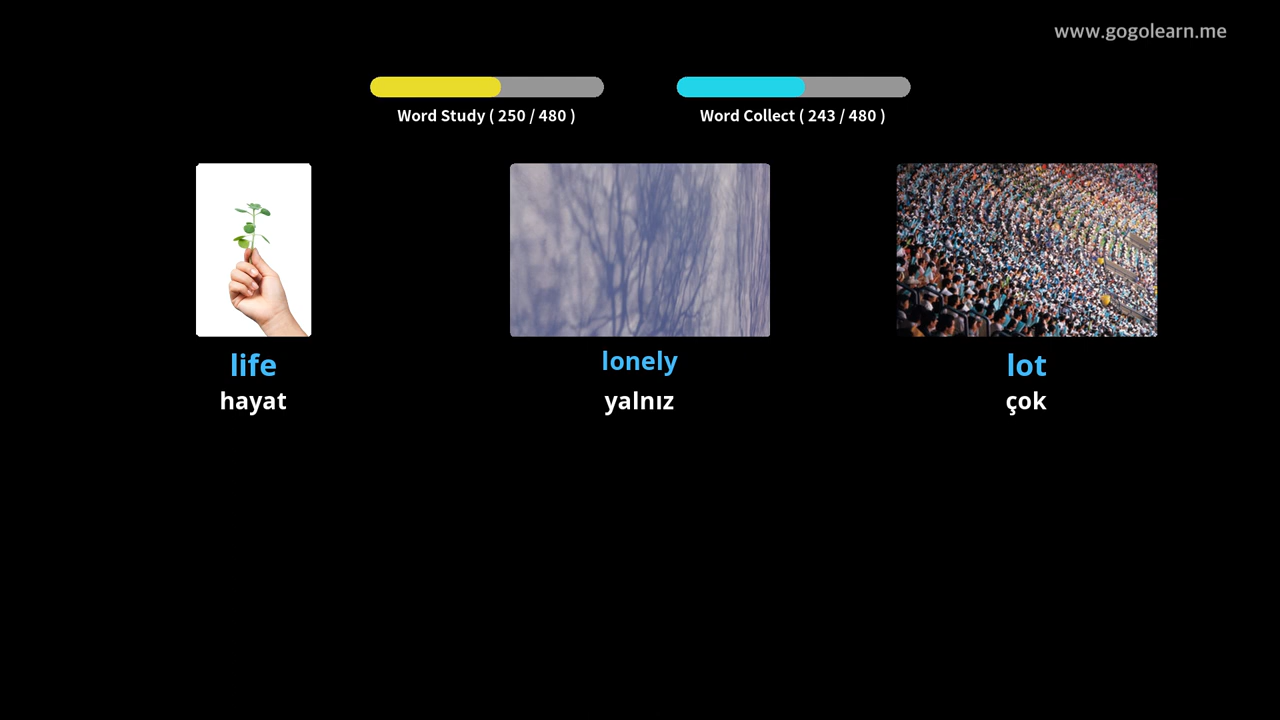 www.gogolearn.me
Word Study ( 250 / 480 )
Word Collect ( 243 / 480 )
life
hayat
lonely
yalnız
lot
çok